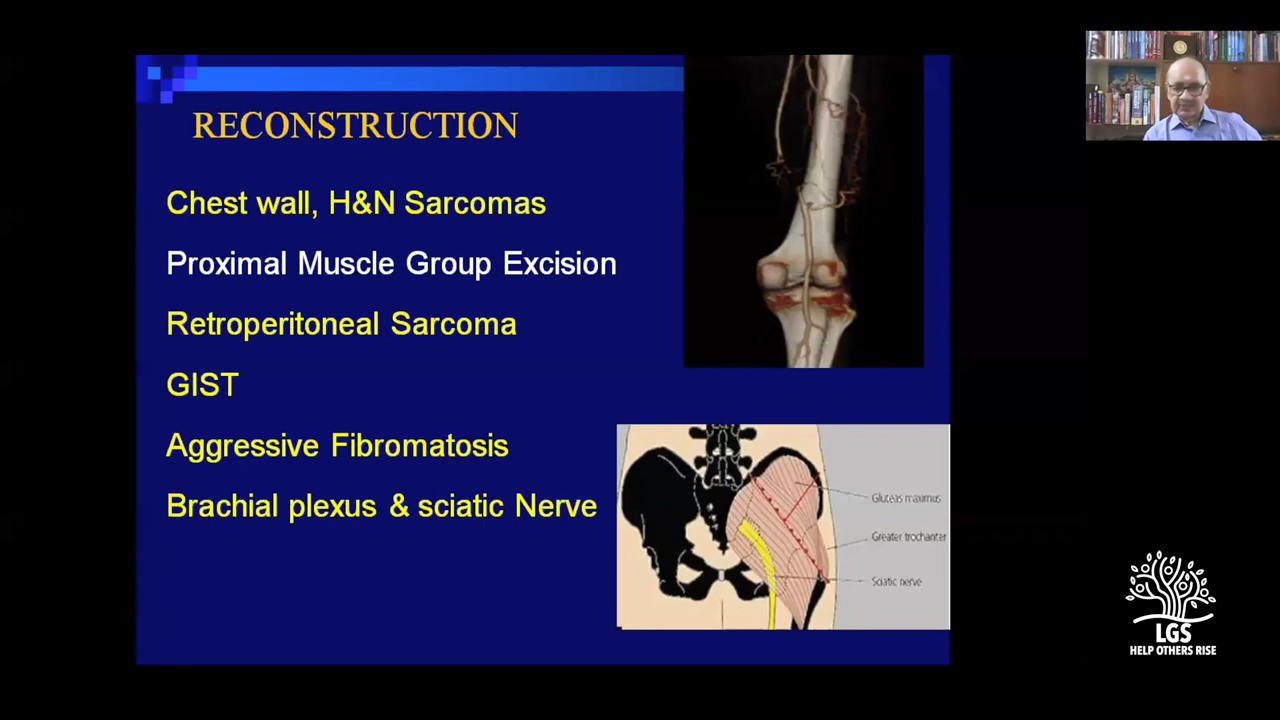 RECONSTRUCTION
Chest wall, H&N Sarcomas
Proximal Muscle Group Excision
Retroperitoneal Sarcoma
GIST
Aggressive Fibromatosis
Brachial plexus & sciatic Nerve
Gluteas maximus
Greater trochanter
Sciatic nerve
LGS
HELP OTHERS RISE